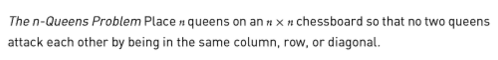 The n-Queens Problem Place n queens on an n × n chessboard so that no two queens
attack each other by being in the same column, row, or diagonal.